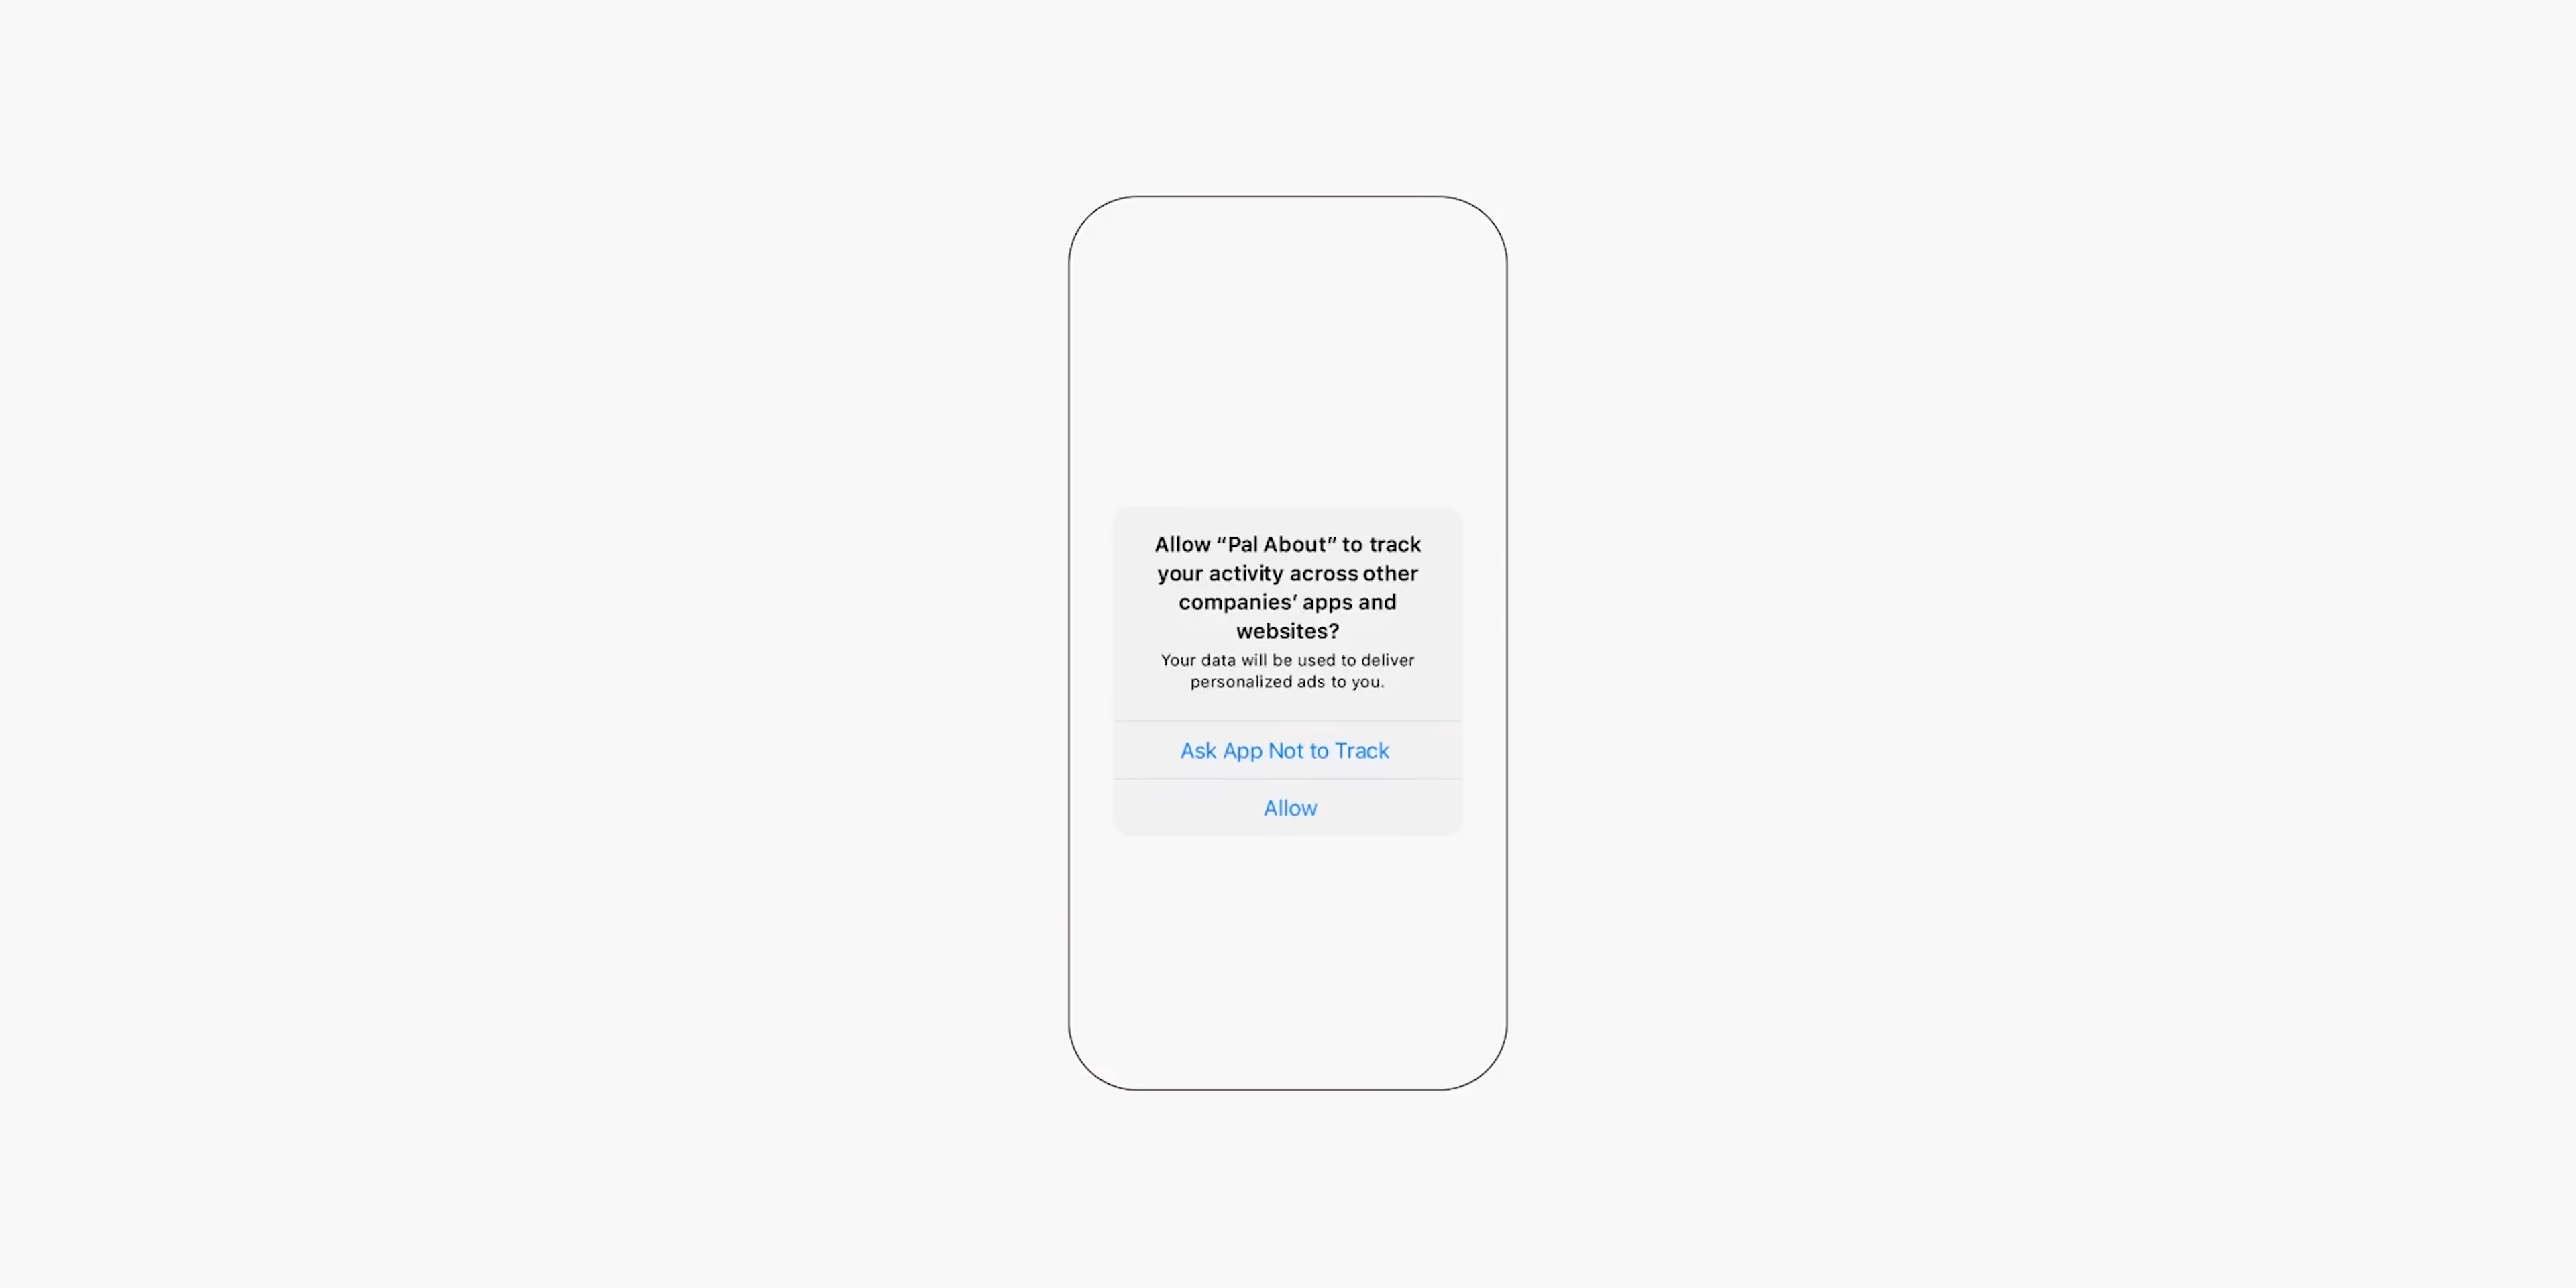 Allow “Pal About” to track
your activity across other
companies’ apps and
websites?
Your data will be used to deliver
personalized ads to you.
Ask App Not to Track
Allow